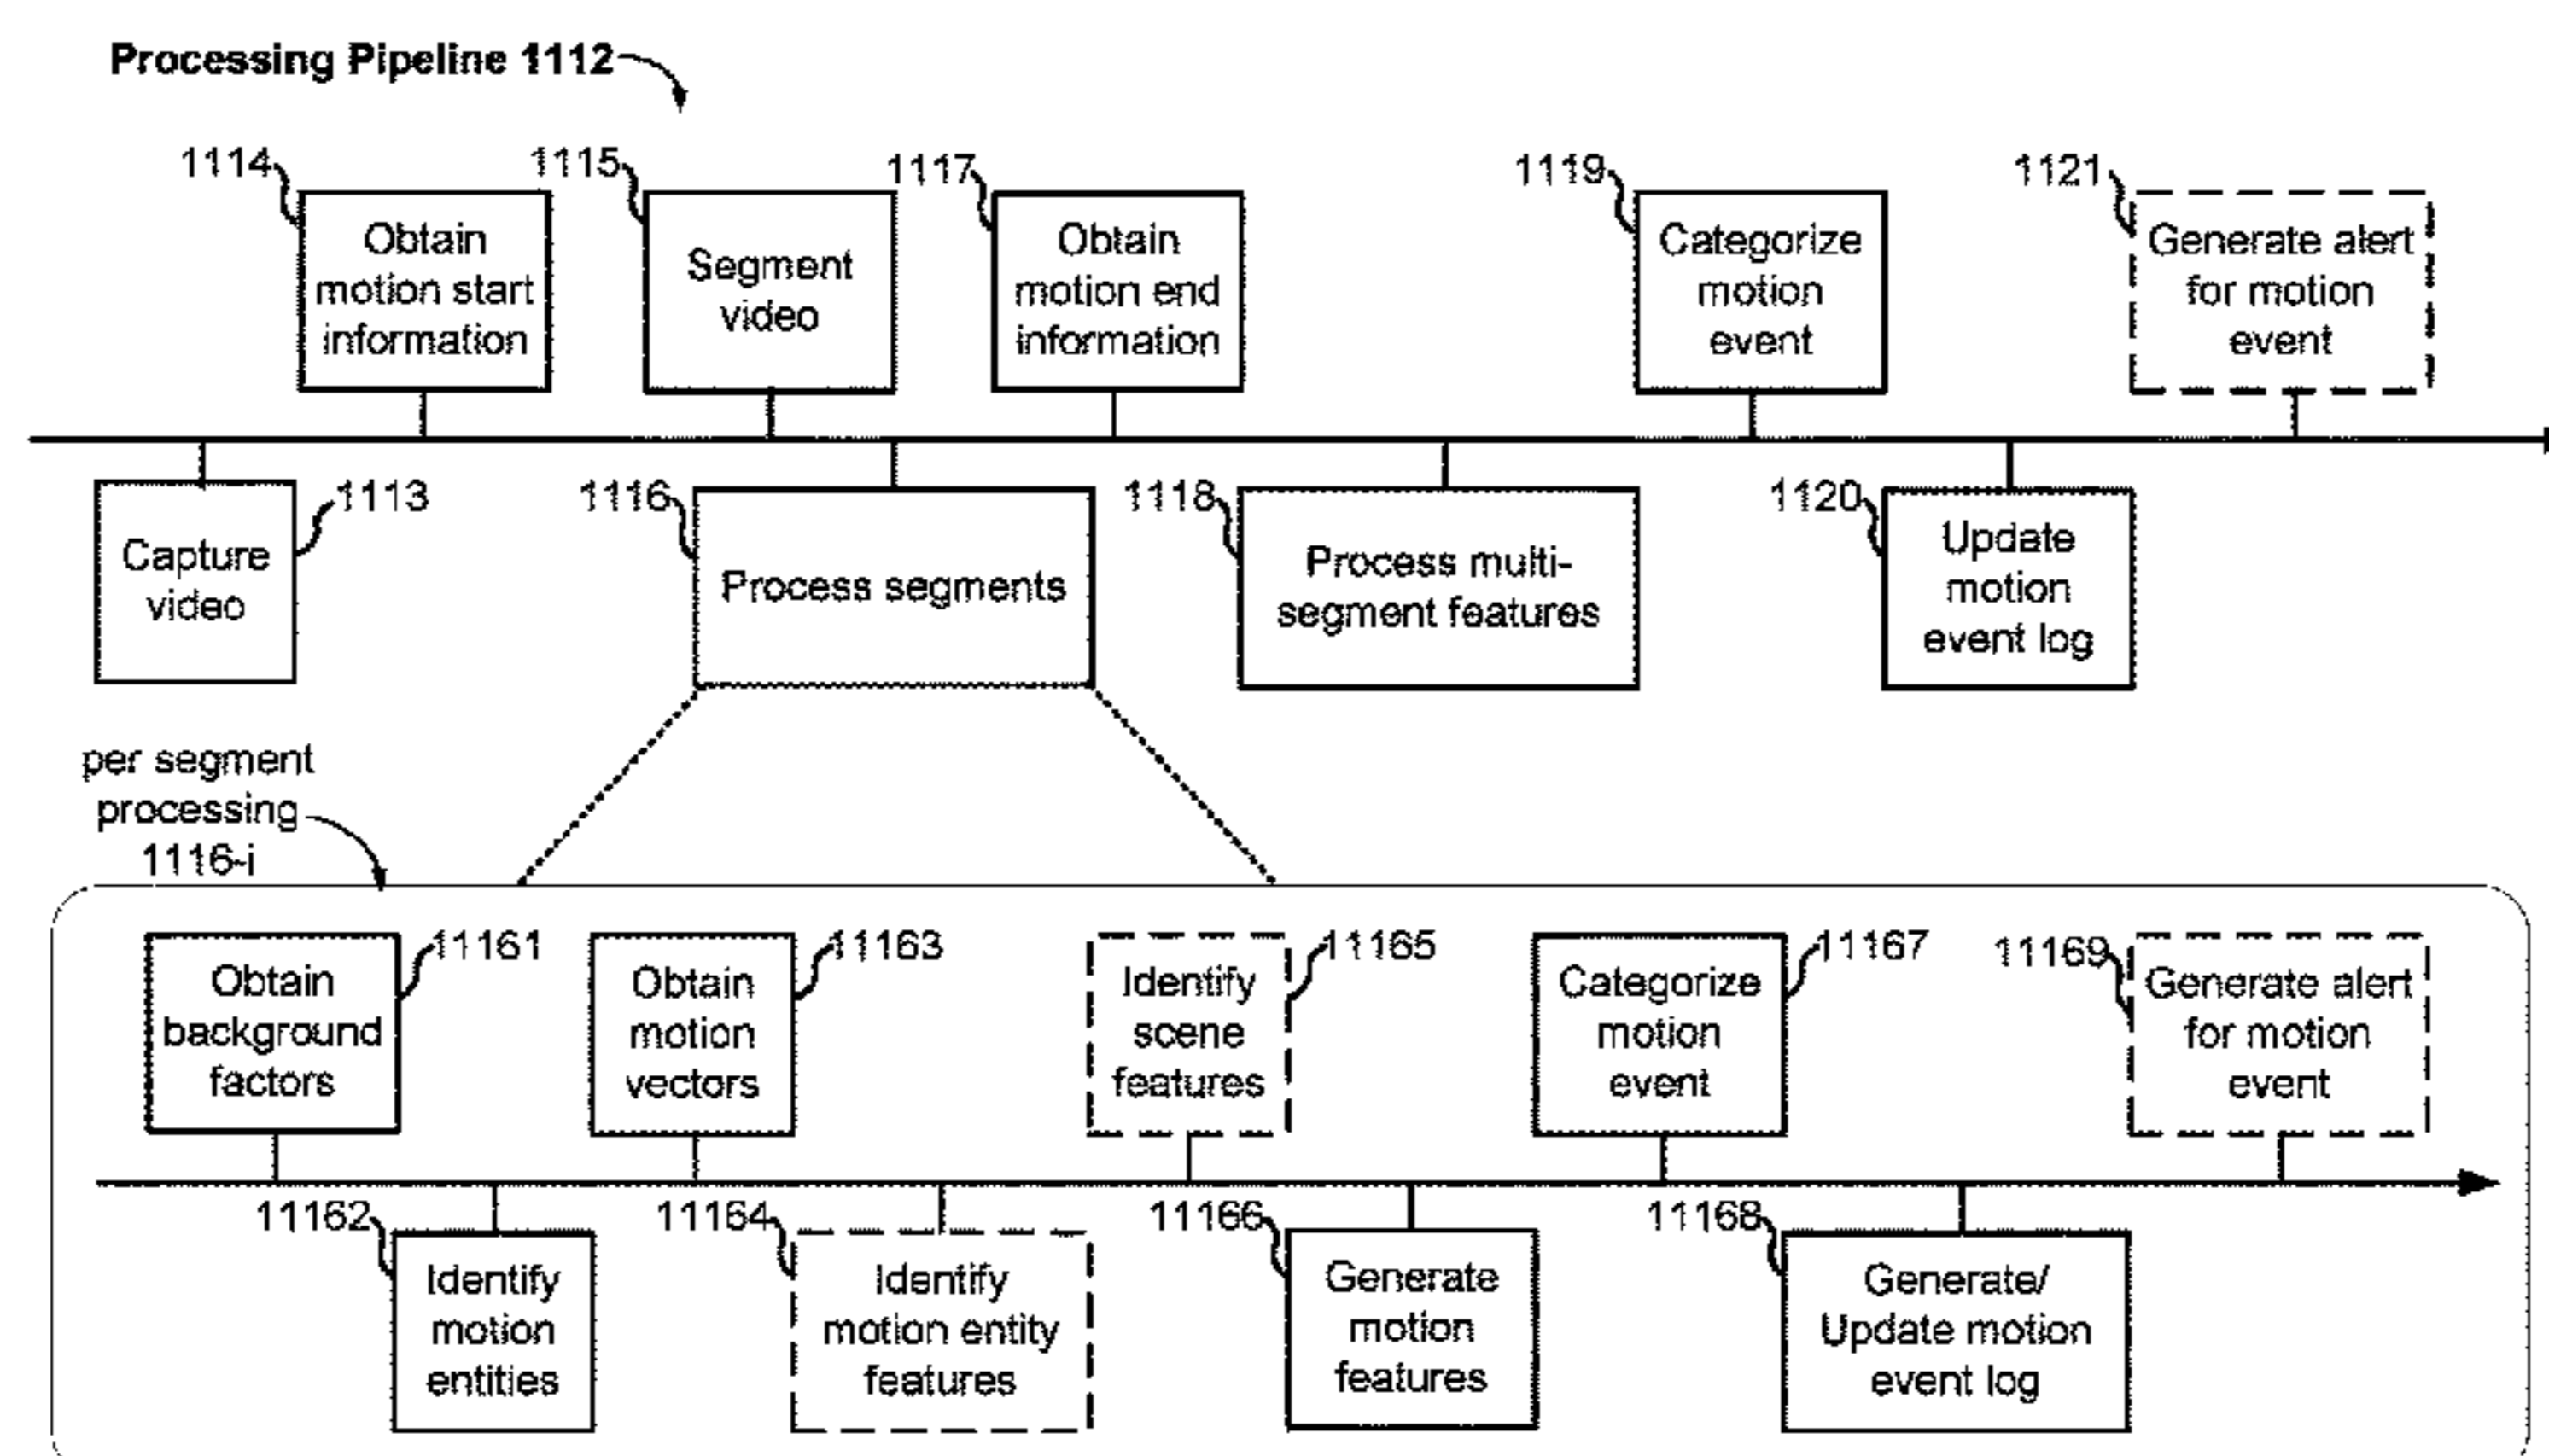 Processing Pipeline 1112
1114
Obtain
motion start
information
1115
Segment
video
1117
Obtain
motion end
information
1119
Categorize
motion
event
1121
Generate alert
for motion
event
Capture
video
1113
1116
Process segments
1118
Process multi-
segment features
1120
Update
motion
event log
per segment
processing
1116-i
Obtain
background
factors
11161
Obtain
motion
vectors
11163
Identify
scene
features
11165
Categorize
motion
event
11167
11169
Generate alert
for motion
event
11162
Identify
motion
entities
11164
Identify
motion entity
features
11166
Generate
motion
features
11168
Generate/
Update motion
event log